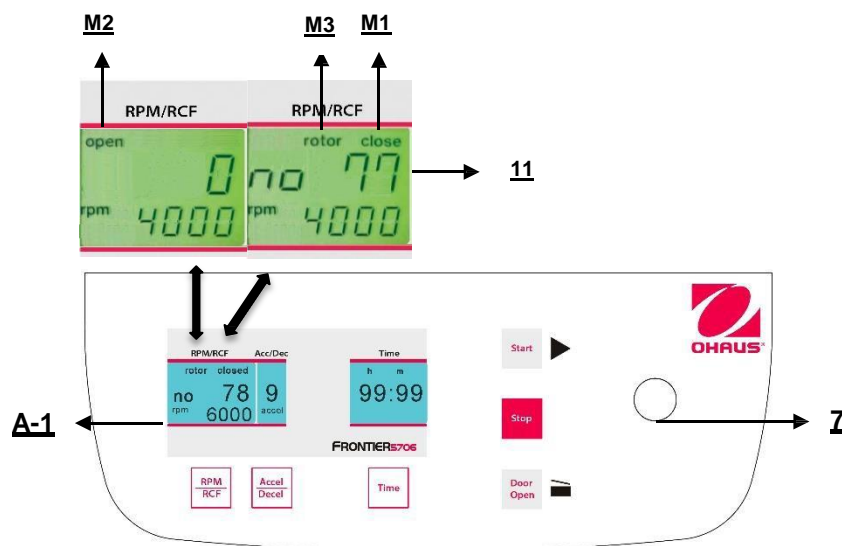 M2 M3 M1
RPM/RCF RPM/RCF
open rotor close
0 no 77
11
rpm 4000 rpm 4000
OHAUS®
RPM/RCF Acc/Dec Time
rotor closed h m
no 78 9 99:99
rpm 6000 accel
Start
Stop
A-1 7
FRONTIER5706
RPM Accel Time
RCF Decel
Door
Open